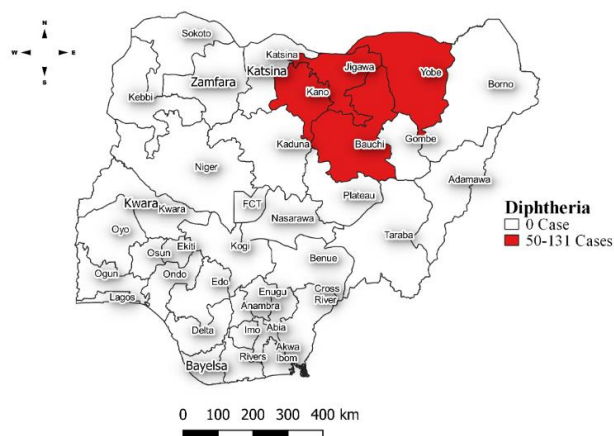 N
W E
S
Sokoto
Katsina
Katsina
Jigawa
Yobe
Zamfara
Kebbi
Kano
Borno
Kaduna
Bauchi
Gombe
Niger
Adamawa
Plateau
Kwara
Kwara
FCT
Nasarawa
Diphtheria
0 Case
50-131 Cases
Oyo
Taraba
Osun
Ekiti
Kogi
Benue
Ogun
Ondo
Edo
Lagos
Enugu
Cross
River
Anambra
Delta
Imo
Abia
Bayelsa
Rivers
Akwa
Ibom
0 100 200 300 400 km